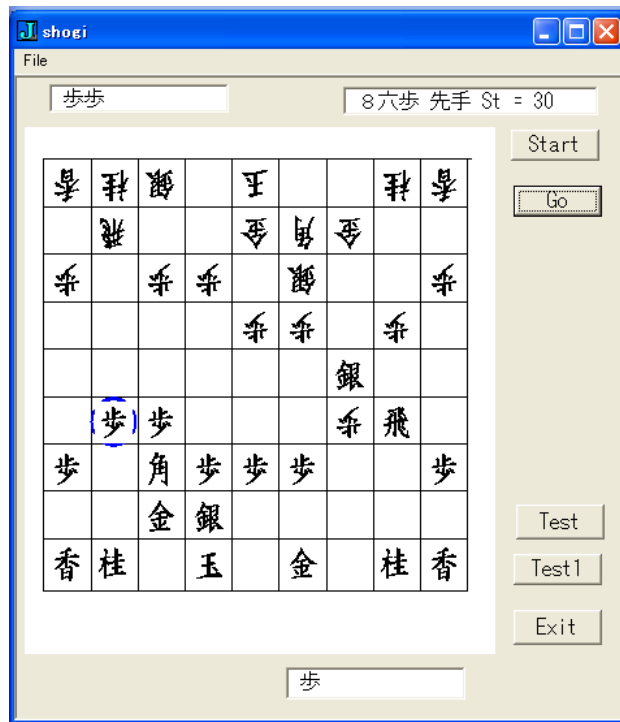 shogi
File
歩歩
8六歩 先手 St = 30
Start
Go
香 桂 銀 王 桂 香
飛 金 角 金
歩 歩 歩 銀 歩
歩 歩 歩
銀
歩 歩 歩 飛
歩 角 歩 歩 歩 歩
金 銀
香 桂 玉 金 桂 香
Test
Test1
Exit
歩